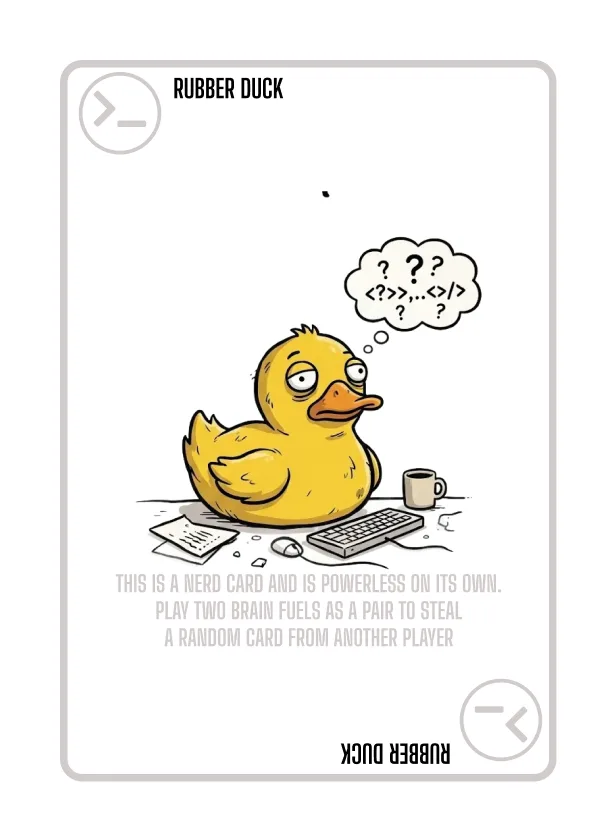 >_
RUBBER DUCK
? ? ?
<?>>,..<>/>
? ?
THIS IS A NERD CARD AND IS POWERLESS ON ITS OWN.
PLAY TWO BRAIN FUELS AS A PAIR TO STEAL
A RANDOM CARD FROM ANOTHER PLAYER
>_
RUBBER DUCK